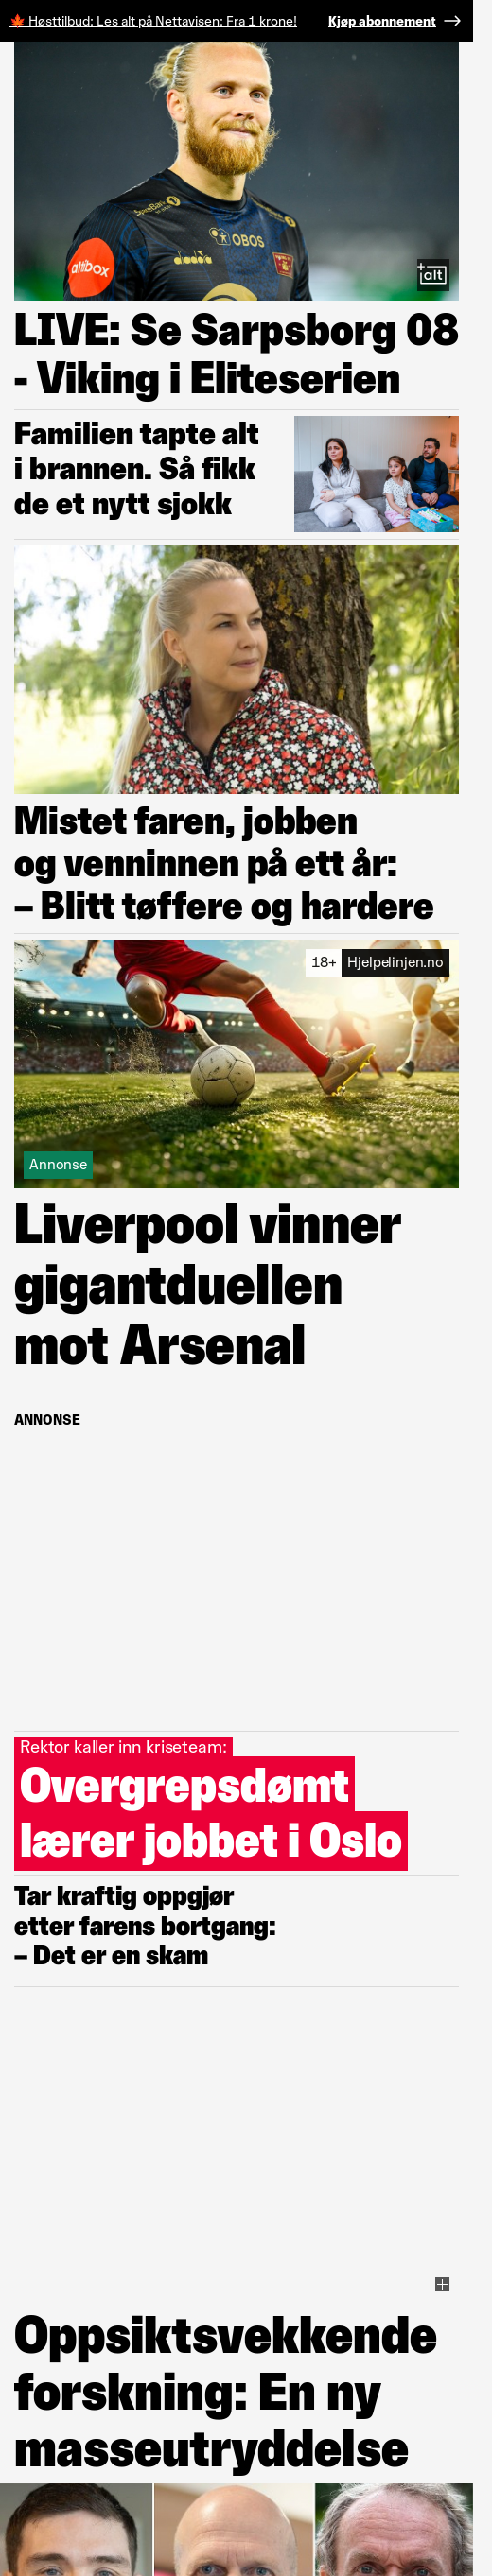 🍁 Høsttilbud: Les alt på Nettavisen: Fra 1 krone! Kjøp abonnement →
SpareBank 1
diadora
OBOS
altibox
+alt
LIVE: Se Sarpsborg 08
- Viking i Eliteserien
Familien tapte alt
i brannen. Så fikk
de et nytt sjokk
Mistet faren, jobben
og venninnen på ett år:
– Blitt tøffere og hardere
18+ Hjelpelinjen.no
Annonse
Liverpool vinner
gigantduellen
mot Arsenal
ANNONSE
Rektor kaller inn kriseteam:
Overgrepsdømt
lærer jobbet i Oslo
Tar kraftig oppgjør
etter farens bortgang:
– Det er en skam
Oppsiktsvekkende
forskning: En ny
masseutryddelse